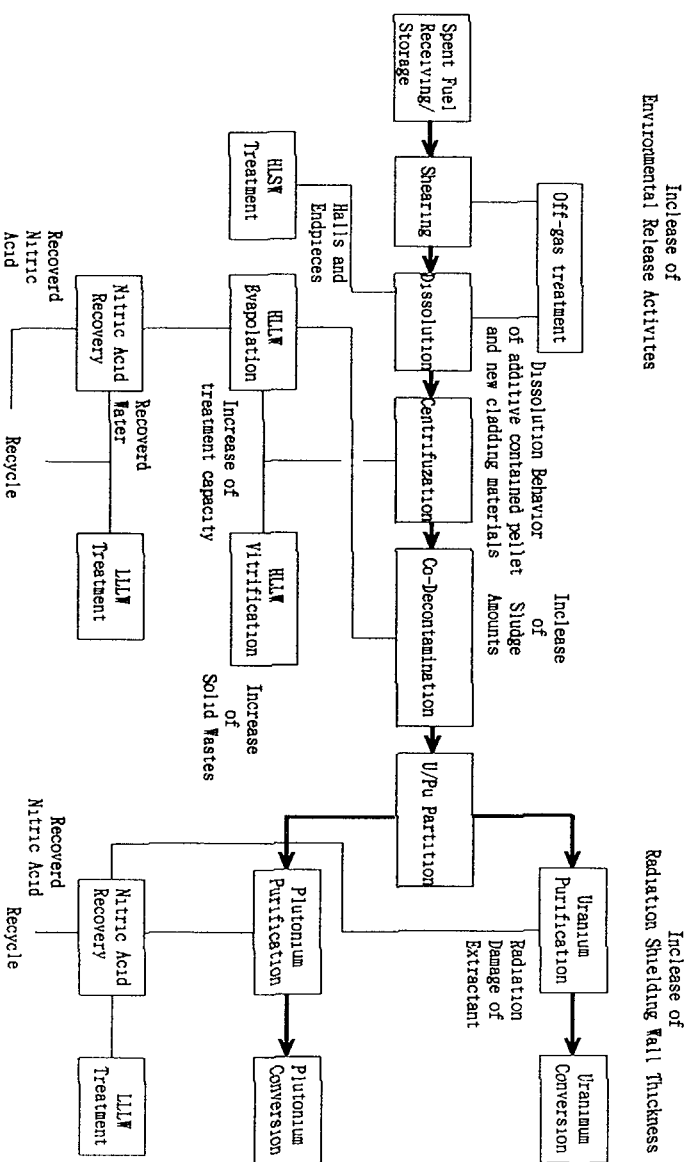 Inclease of
Environmental Release Activites
Inclease of
Radiation Shielding Wall Thickness
Off-gas treatment
Dissolution Behavior
of additive contained pellet
and new cladding materials
Inclease
of
Sludge
Amounts
Uranium
Purification
Uranimum
Conversion
Radiation
Damage of
Extractant
Spent Fuel
Receiving/
Storage
Shearing
Dissolution
Centrifuzation
Co-Decontamination
U/Pu Partition
Halls and
Endpieces
HLSW
Treatment
HLLW
Evapolation
Increase of
treatment capacity
HLLW
Vitrification
Increase
of
Solid Wastes
Plutonium
Purification
Plutonium
Conversion
Nitric Acid
Recovery
Recoverd
Water
LLLW
Treatment
Recoverd
Nitric
Acid
Recycle
Nitric Acid
Recovery
LLLW
Treatment
Recoverd
Nitric Acid
Recycle